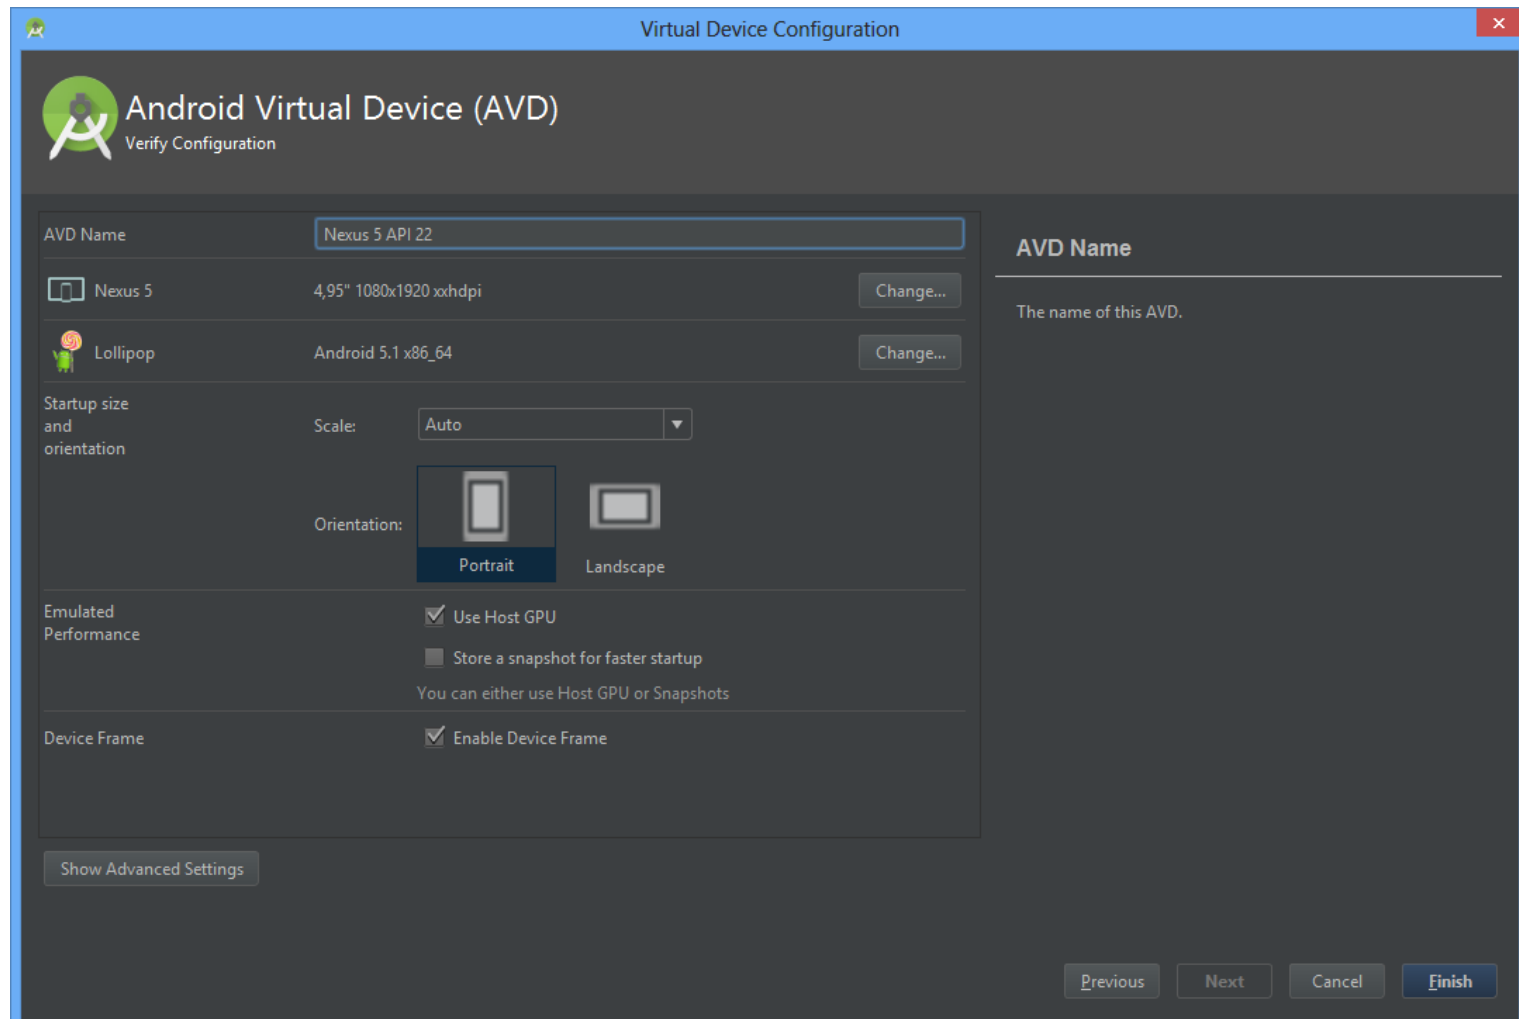 Virtual Device Configuration
Android Virtual Device (AVD)
Verify Configuration
AVD Name
Nexus 5 API 22
Nexus 5
4,95" 1080x1920 xxhdpi
Change...
Lollipop
Android 5.1 x86_64
Change...
Startup size
and
orientation
Scale:
Auto
Orientation:
Portrait
Landscape
Emulated
Performance
Use Host GPU
Store a snapshot for faster startup
You can either use Host GPU or Snapshots
Device Frame
Enable Device Frame
Show Advanced Settings
AVD Name
The name of this AVD.
Previous
Next
Cancel
Finish